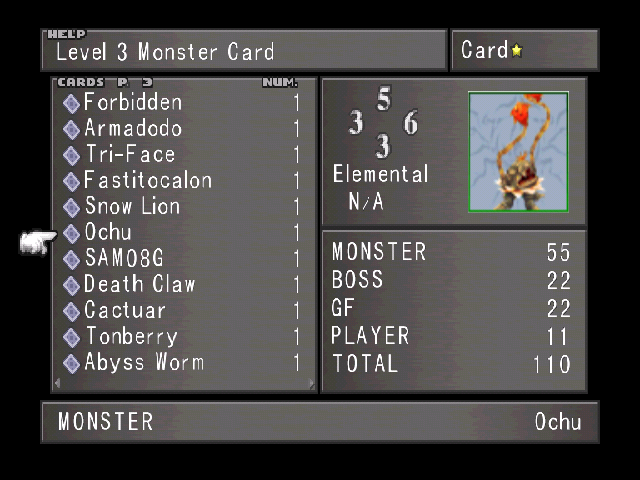 HELP
Level 3 Monster Card
Card
CARDS P. 3 NUM.
Forbidden 1
Armadodo 1
Tri-Face 1
Fastitocalon 1
Snow Lion 1
Ochu 1
SAM08G 1
Death Claw 1
Cactuar 1
Tonberry 1
Abyss Worm 1
5
3 6
3
Elemental
N/A
MONSTER 55
BOSS 22
GF 22
PLAYER 11
TOTAL 110
MONSTER Ochu